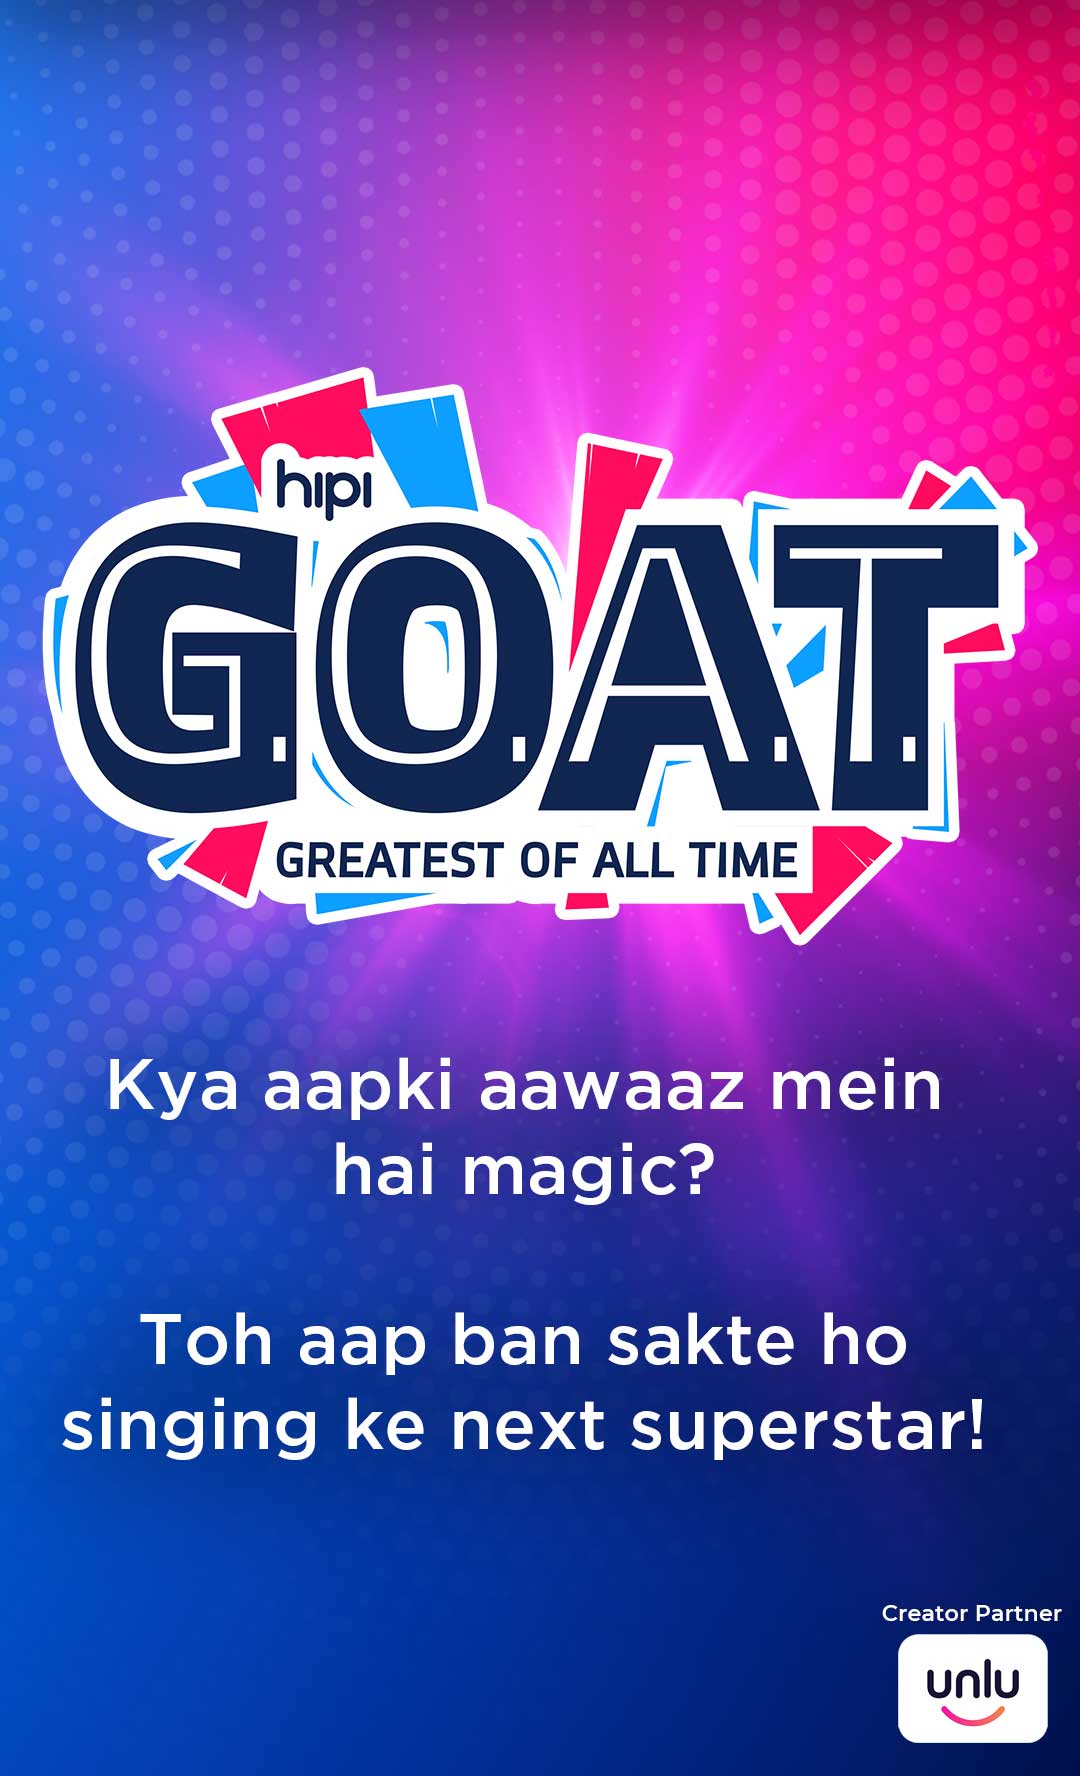 hipi
G.O.A.T.
GREATEST OF ALL TIME
Kya aapki aawaaz mein
hai magic?
Toh aap ban sakte ho
singing ke next superstar!
Creator Partner
unlu